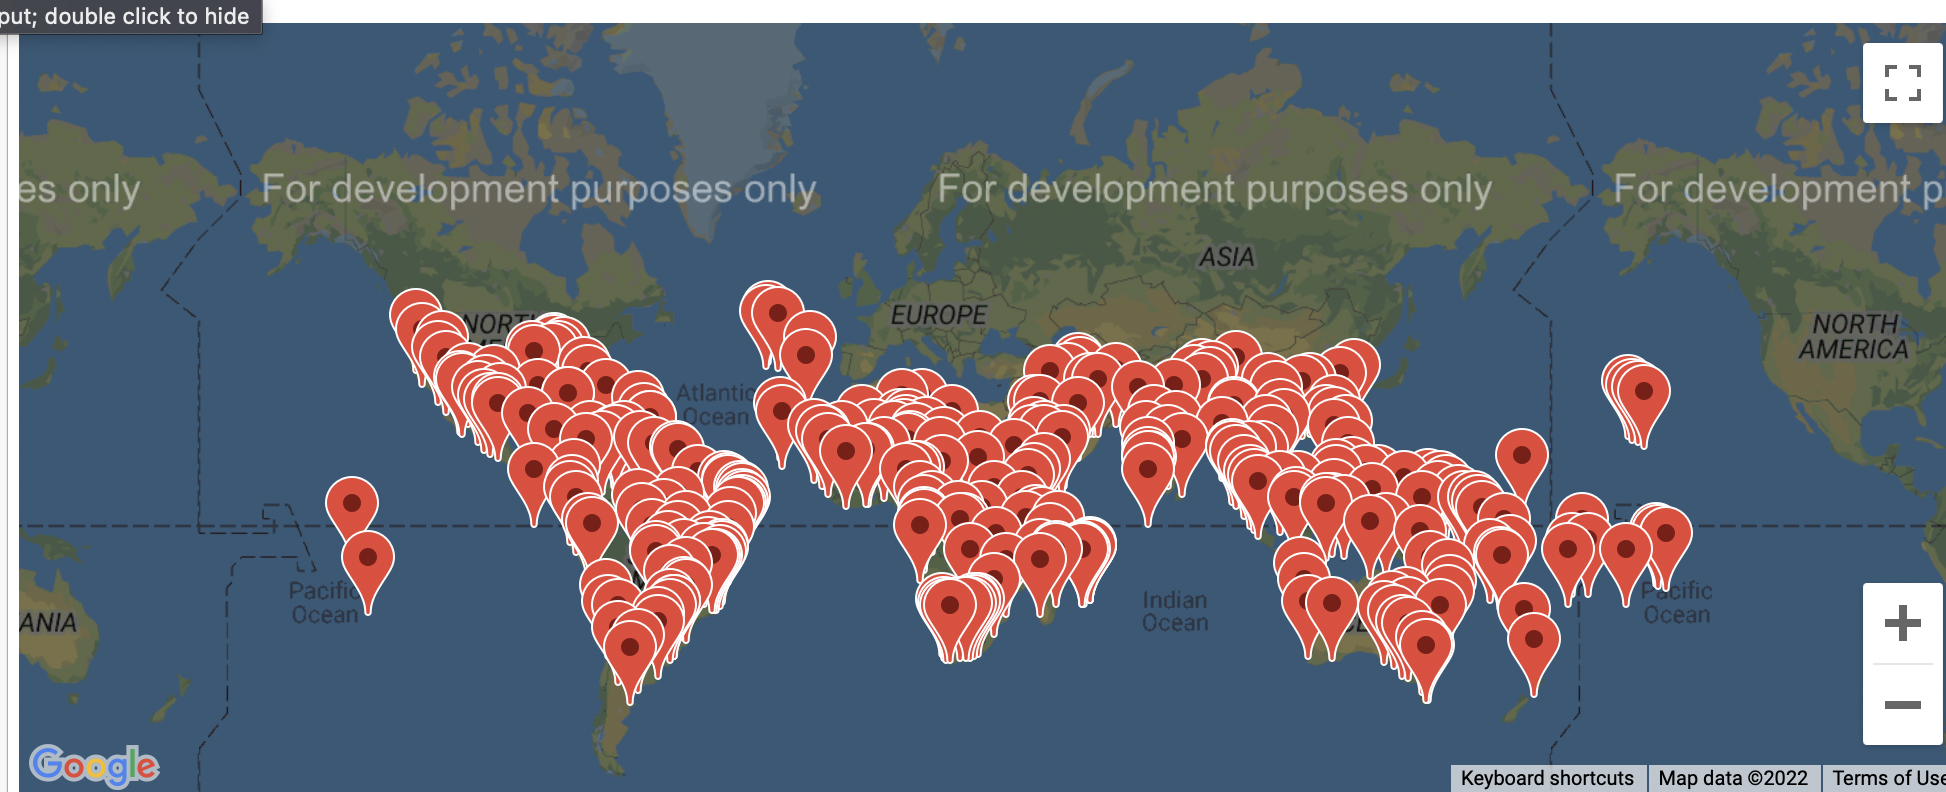 put; double click to hide
es only
For development purposes only
For development purposes only
For development p
ASIA
EUROPE
NORTH
AMERICA
Atlantic
Ocean
Pacific
Ocean
Indian
Ocean
Pacific
Ocean
ANIA
Google
Keyboard shortcuts
Map data ©2022
Terms of Use